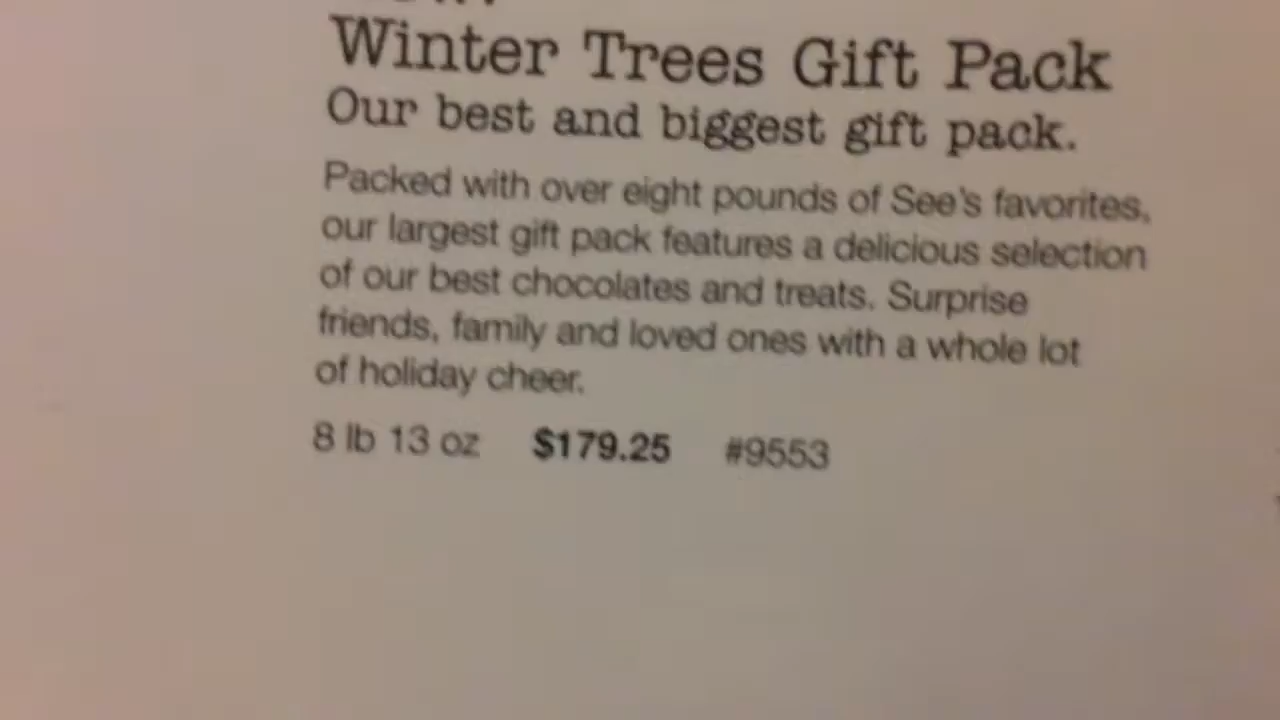 Winter Trees Gift Pack
Our best and biggest gift pack.
Packed with over eight pounds of See's favorites,
our largest gift pack features a delicious selection
of our best chocolates and treats. Surprise
friends, family and loved ones with a whole lot
of holiday cheer.
8 lb 13 oz $179.25 #9553